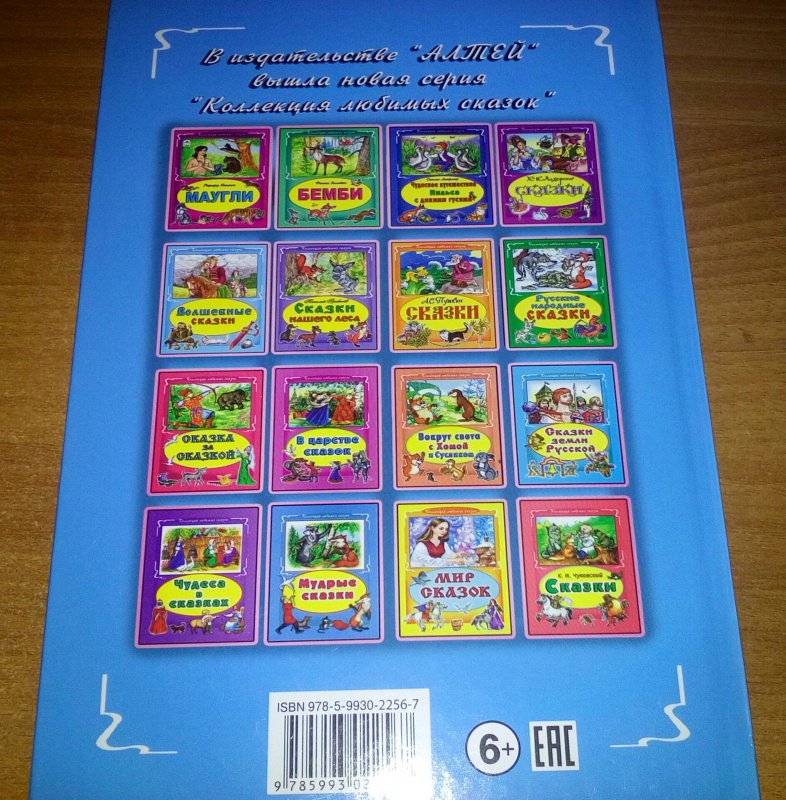 В издательстве "АЛТЕЙ"
вышла новая серия
"Коллекция любимых сказок"
МАУГЛИ
БЕМБИ
Чудесное путешествие
Нильса
с дикими гусями
Х.К. Андерсен
СКАЗКИ
Волшебные
сказки
Сказки
нашего леса
А.С. Пушкин
СКАЗКИ
Русские
народные
сказки
СКАЗКА
ЗА
СКАЗКОЙ
В царстве
сказок
Вокруг света
с Хомой
и Сусликом
Сказки
земли
Русской
Чудеса
в
сказках
Мудрые
сказки
МИР
СКАЗОК
К. И. Чуковский
Сказки
ISBN 978-5-9930-2256-7
9 785993 0
6+
EAC